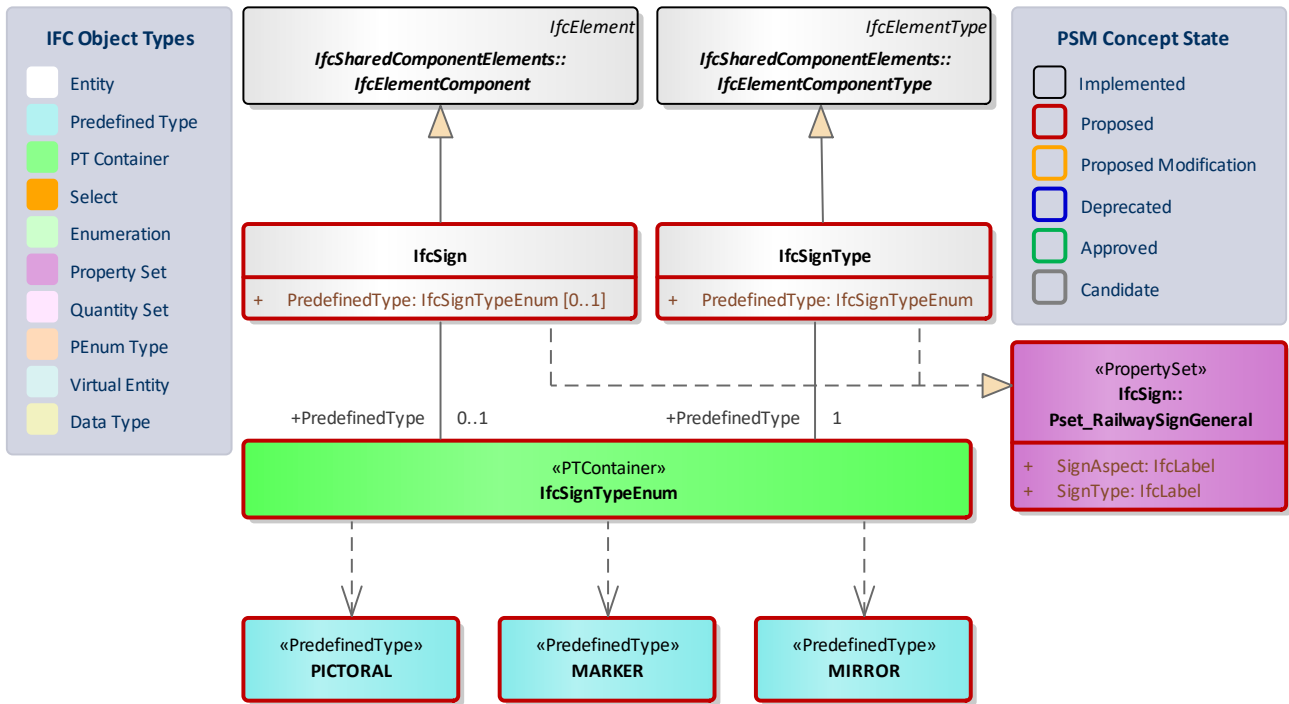 IFC Object Types
Entity
Predefined Type
PT Container
Select
Enumeration
Property Set
Quantity Set
PEnum Type
Virtual Entity
Data Type
IfcElement
IfcSharedComponentElements::
IfcElementComponent
IfcElementType
IfcSharedComponentElements::
IfcElementComponentType
PSM Concept State
Implemented
Proposed
Proposed Modification
Deprecated
Approved
Candidate
IfcSign
+ PredefinedType: IfcSignTypeEnum [0..1]
IfcSignType
+ PredefinedType: IfcSignTypeEnum
«PropertySet»
IfcSign::
Pset_RailwaySignGeneral
+ SignAspect: IfcLabel
+ SignType: IfcLabel
+PredefinedType 0..1
+PredefinedType 1
«PTContainer»
IfcSignTypeEnum
«PredefinedType»
PICTORAL
«PredefinedType»
MARKER
«PredefinedType»
MIRROR